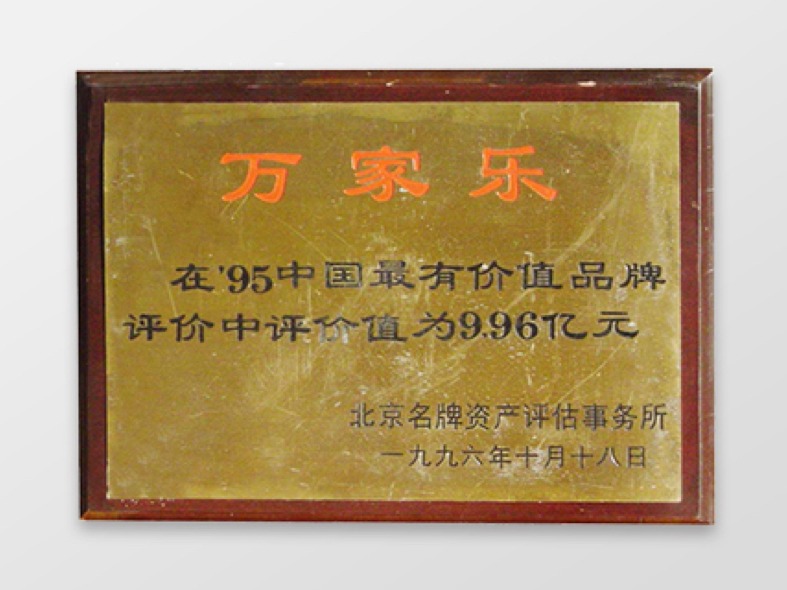 万家乐
在'95中国最有价值品牌
评价中评价值为9.96亿元
北京名牌资产评估事务所
一九九六年十月十八日